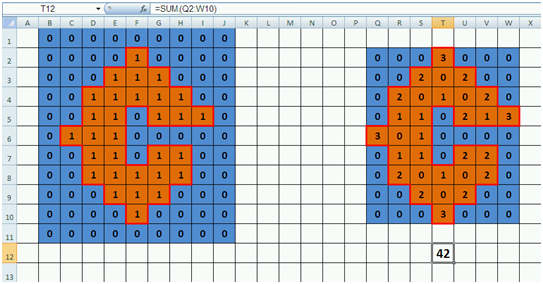 T12 fx =SUM(Q2:W10)
A B C D E F G H I J K L M N O P Q R S T U V W X
1 0 0 0 0 0 0 0 0 0
2 0 0 0 0 1 0 0 0 0 0 0 0 3 0 0 0
3 0 0 0 1 1 1 0 0 0 0 0 2 0 2 0 0
4 0 0 1 1 1 1 1 0 0 0 2 0 1 0 2 0
5 0 0 1 1 0 1 1 1 0 0 1 1 0 2 1 3
6 0 1 1 1 0 0 0 0 0 3 0 1 0 0 0 0
7 0 0 1 1 0 1 1 0 0 0 1 1 0 2 2 0
8 0 0 1 1 1 1 1 0 0 0 2 0 1 0 2 0
9 0 0 0 1 1 1 0 0 0 0 0 2 0 2 0 0
10 0 0 0 0 1 0 0 0 0 0 0 0 3 0 0 0
11 0 0 0 0 0 0 0 0 0
12 42
13